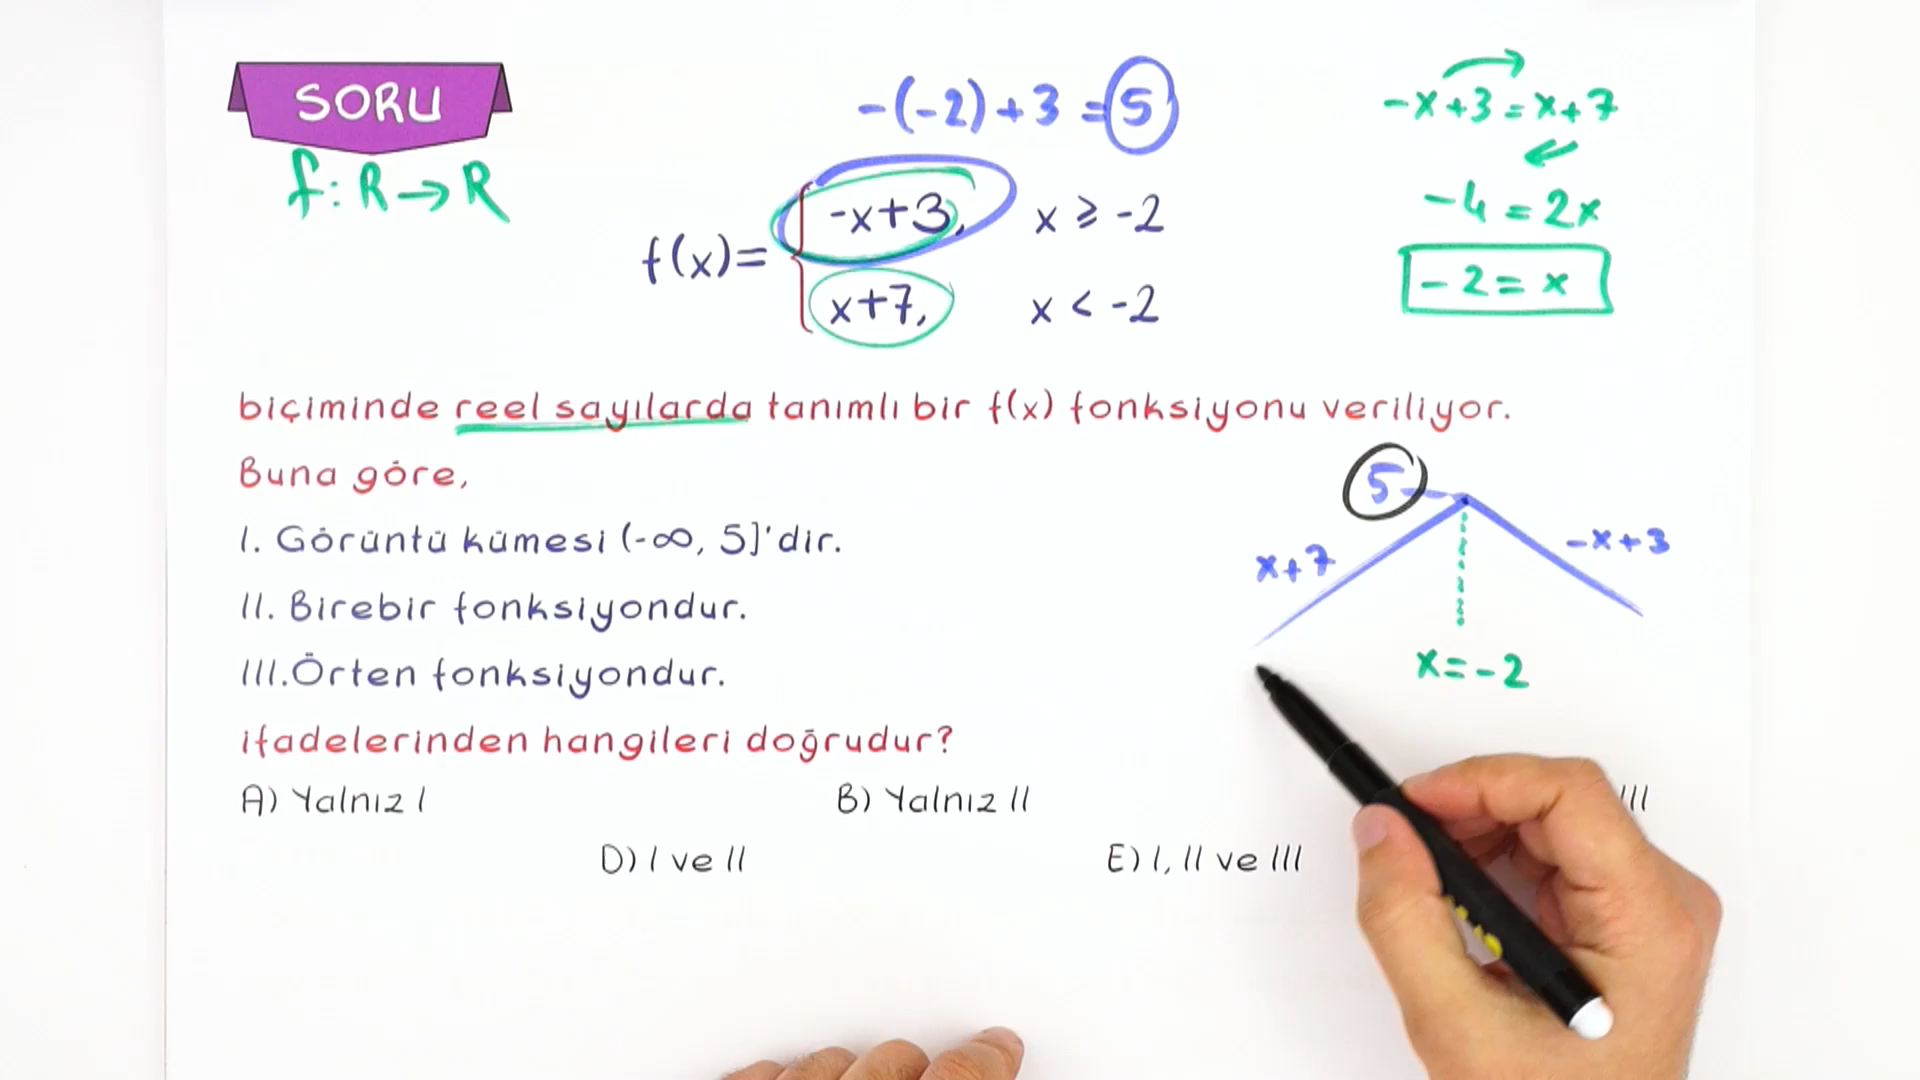 SORU
f: R→R
-(-2)+3 = 5
f(x)= { -x+3, x ≥ -2
x+7, x < -2
-x+3 = x+7
-4 = 2x
-2 = x
biçiminde reel sayılarda tanımlı bir f(x) fonksiyonu veriliyor.
Buna göre,
I. Görüntü kümesi (-∞, 5]'dir.
II. Birebir fonksiyondur.
III.Örten fonksiyondur.
ifadelerinden hangileri doğrudur?
5
x+7
-x+3
x=-2
A) Yalnız I
B) Yalnız II
III
D) I ve II
E) I, II ve III